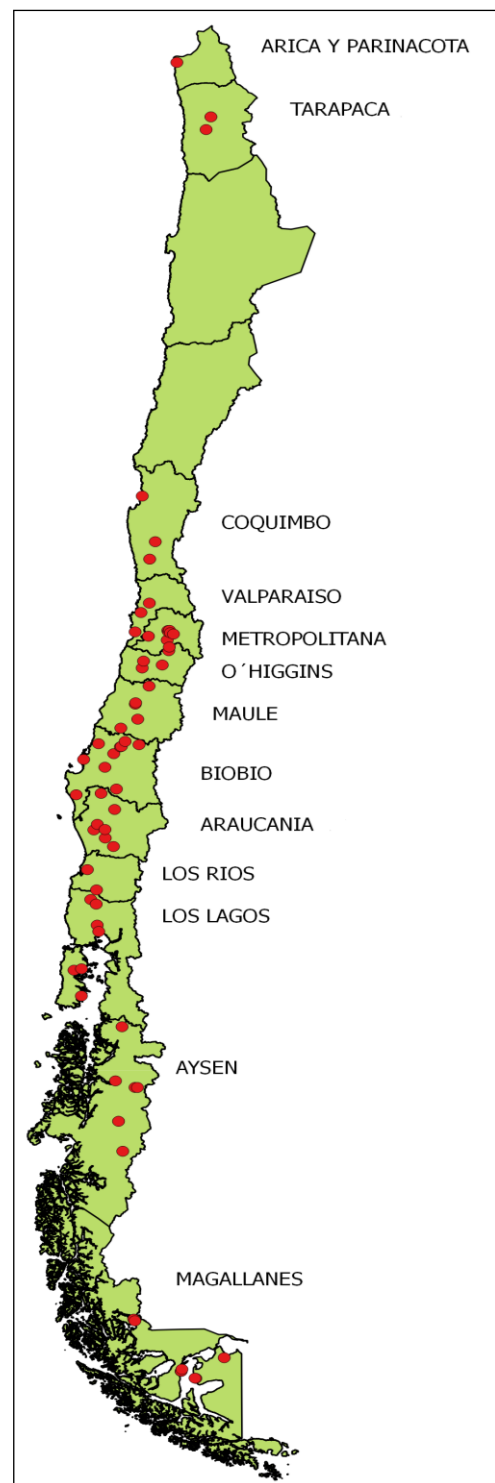 ARICA Y PARINACOTA
TARAPACA
COQUIMBO
VALPARAISO
METROPOLITANA
O´HIGGINS
MAULE
BIOBIO
ARAUCANIA
LOS RIOS
LOS LAGOS
AYSEN
MAGALLANES